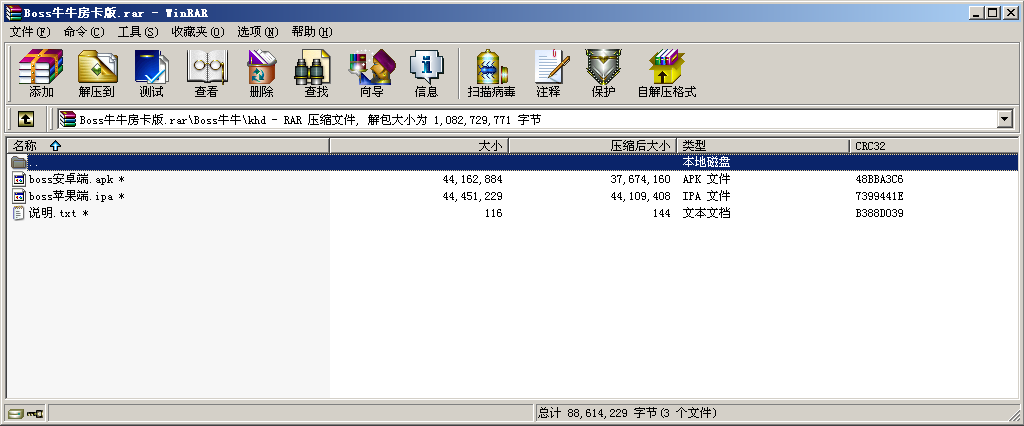 Boss牛牛房卡版.rar - WinRAR
文件(F) 命令(C) 工具(S) 收藏夹(O) 选项(N) 帮助(H)
添加 解压到 测试 查看 删除 查找 向导 信息 扫描病毒 注释 保护 自解压格式
Boss牛牛房卡版.rar\Boss牛牛\khd - RAR 压缩文件, 解包大小为 1,082,729,771 字节
名称 大小 压缩后大小 类型 CRC32
.. 本地磁盘
boss安卓端.apk * 44,162,884 37,674,160 APK 文件 48BBA3C6
boss苹果端.ipa * 44,451,229 44,109,408 IPA 文件 7399441E
说明.txt * 116 144 文本文档 B388D039
总计 88,614,229 字节(3 个文件)